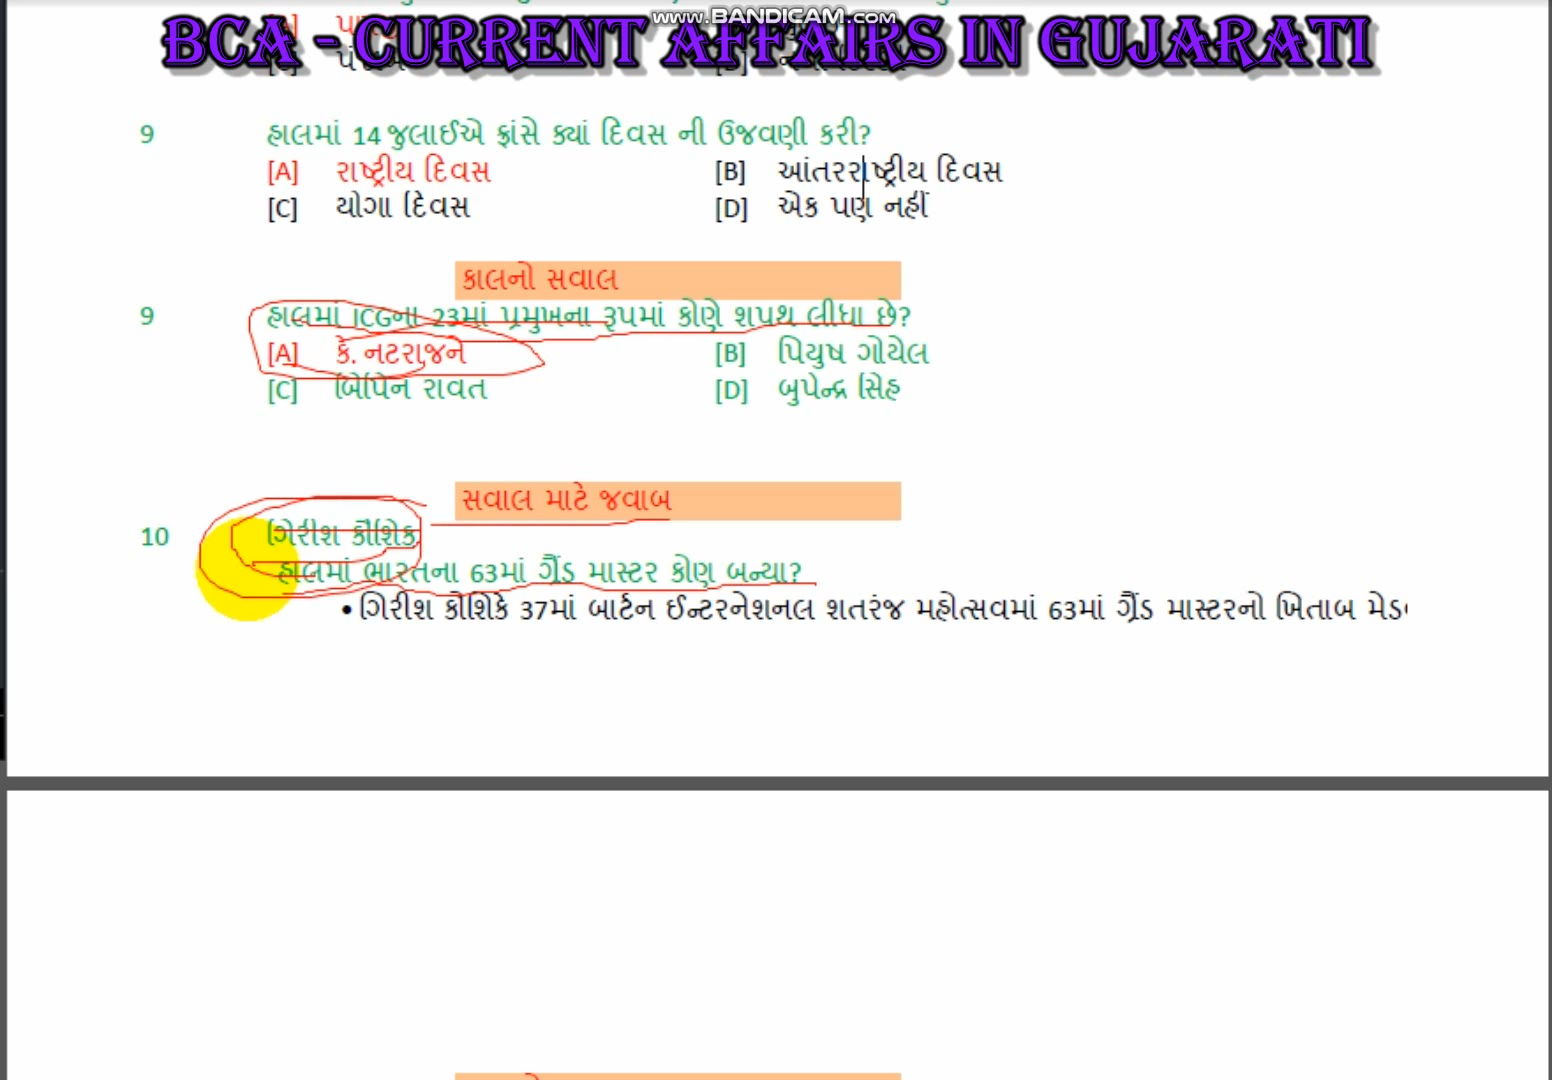 www.BANDICAM.com
BCA - CURRENT AFFAIRS IN GUJARATI
9 હાલમાં 14 જુલાઈએ ફ્રાંસે ક્યાં દિવસ ની ઉજવણી કરી?
[A] રાષ્ટ્રીય દિવસ [B] આંતરરાષ્ટ્રીય દિવસ
[C] યોગા દિવસ [D] એક પણ નહીં
કાલનો સવાલ
9 હાલમાં ICGના 23માં પ્રમુખના રૂપમાં કોણે શપથ લીધા છે?
[A] કે. નટરાજન [B] પિયુષ ગોયેલ
[C] બિપિન રાવત [D] બુપેન્દ્ર સિહ
સવાલ માટે જવાબ
10 ગિરીશ કૌશિક
હાલમાં ભારતના 63માં ગ્રૈંડ માસ્ટર કોણ બન્યા?
• ગિરીશ કૌશિકે 37માં બાર્ટન ઈન્ટરનેશનલ શતરંજ મહોત્સવમાં 63માં ગ્રૈંડ માસ્ટરનો ખિતાબ